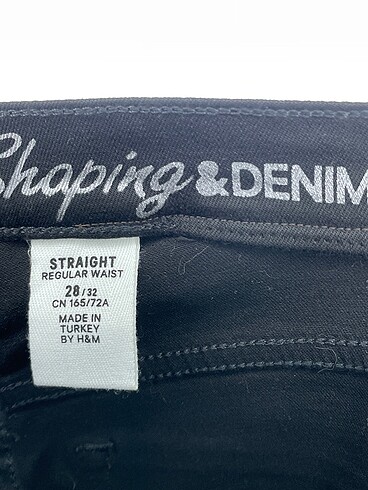 Shaping & DENIM
STRAIGHT
REGULAR WAIST
28/32
CN 165/72A
MADE IN
TURKEY
BY H&M